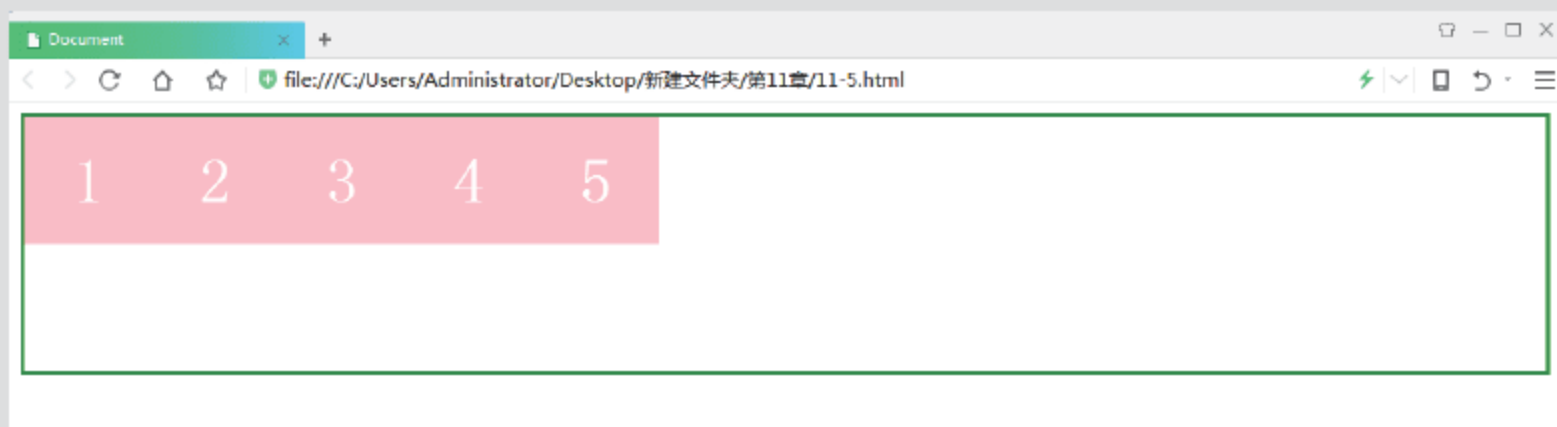 Document
file:///C:/Users/Administrator/Desktop/新建文件夹/第11章/11-5.html
1 2 3 4 5